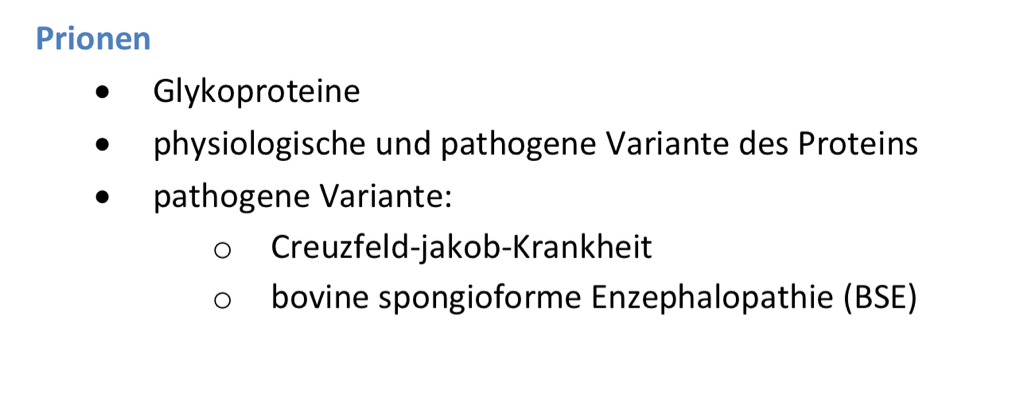 Prionen
• Glykoproteine
• physiologische und pathogene Variante des Proteins
• pathogene Variante:
o Creuzfeld-jakob-Krankheit
o bovine spongioforme Enzephalopathie (BSE)